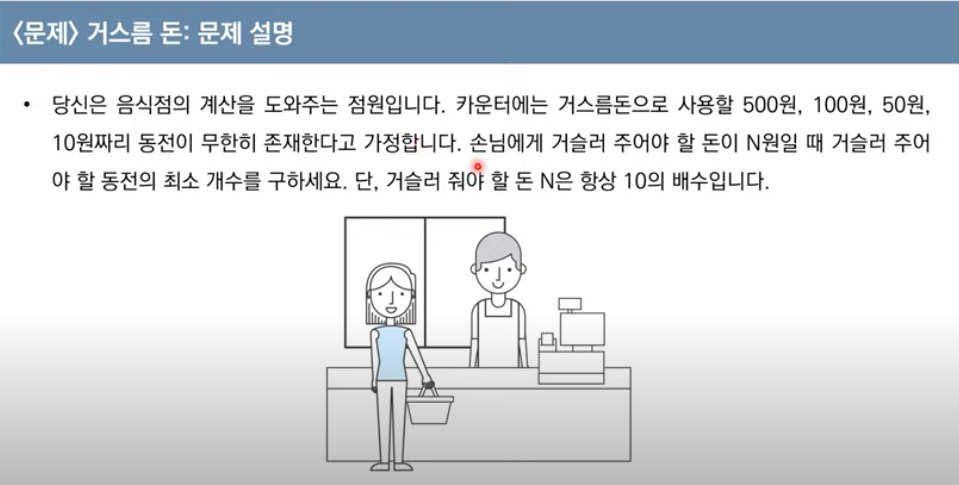 <문제> 거스름 돈: 문제 설명
• 당신은 음식점의 계산을 도와주는 점원입니다. 카운터에는 거스름돈으로 사용할 500원, 100원, 50원,
10원짜리 동전이 무한히 존재한다고 가정합니다. 손님에게 거슬러 주어야 할 돈이 N원일 때 거슬러 주어
야 할 동전의 최소 개수를 구하세요. 단, 거슬러 줘야 할 돈 N은 항상 10의 배수입니다.